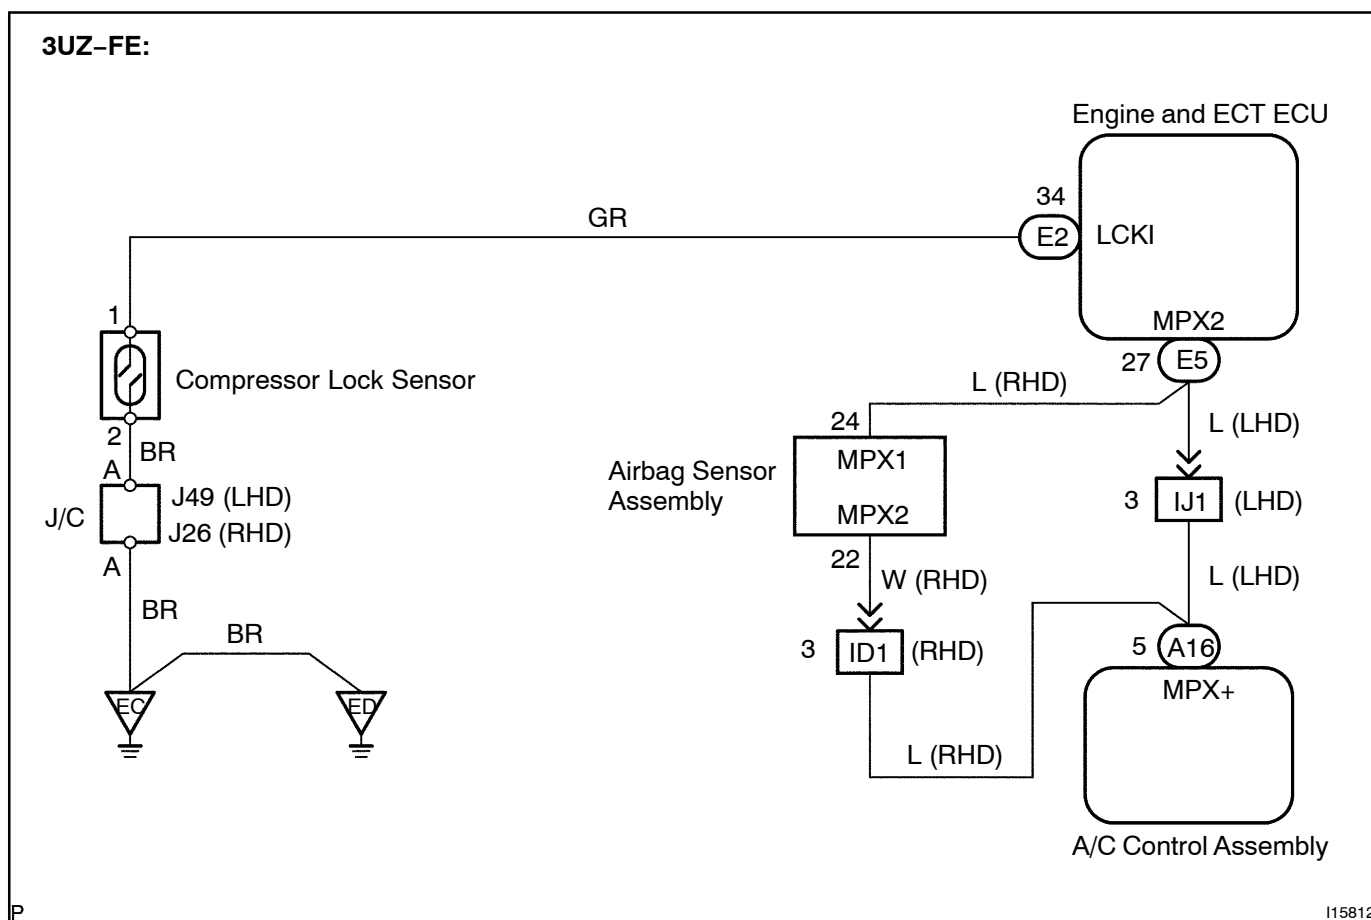 3UZ–FE:
Engine and ECT ECU
34
GR
E2
LCKI
MPX2
1
27
E5
Compressor Lock Sensor
L (RHD)
24
L (LHD)
2
BR
MPX1
Airbag Sensor
Assembly
A
J49 (LHD)
3
IJ1
(LHD)
J/C
J26 (RHD)
MPX2
A
22
W (RHD)
L (LHD)
BR
BR
3
ID1
(RHD)
5
A16
MPX+
EC
ED
L (RHD)
A/C Control Assembly
P
I15812